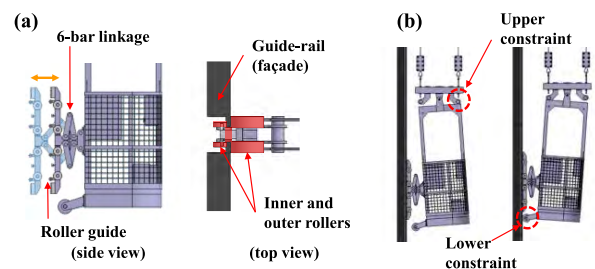 (a)
6-bar linkage
Roller guide
(side view)
Guide-rail
(façade)
Inner and
outer rollers
(top view)
(b)
Upper
constraint
Lower
constraint